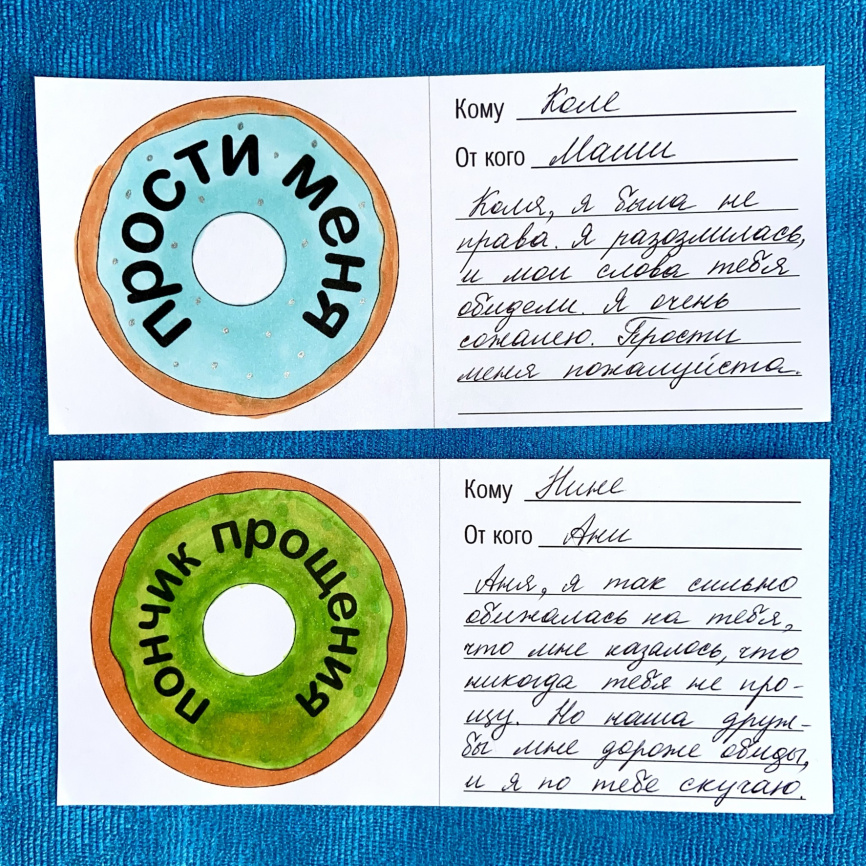 прости меня
Кому Коле
От кого Маши
Коля, я была не
права. Я разозлилась,
и мои слова тебя
обидели. Я очень
сожалею. Прости
меня пожалуйста.
пончик прощения
Кому Нине
От кого Ани
Аня, я так сильно
обижалась на тебя,
что мне казалось, что
никогда тебя не про-
щу. Но наша друж-
бы мне дороже обиды,
и я по тебе скучаю.